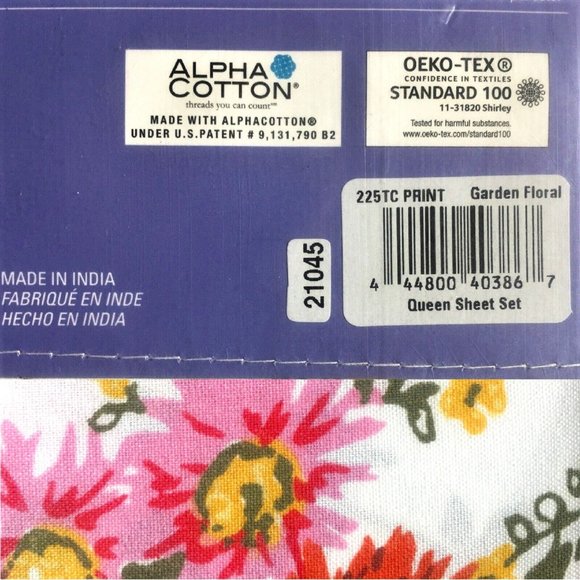 ALPHA
COTTON®
threads you can count™
MADE WITH ALPHACOTTON®
UNDER U.S.PATENT # 9,131,790 B2
OEKO-TEX®
CONFIDENCE IN TEXTILES
STANDARD 100
11-31820 Shirley
Tested for harmful substances.
www.oeko-tex.com/standard100
225TC PRINT Garden Floral
4 44800 40386 7
Queen Sheet Set
21045
MADE IN INDIA
FABRIQUÉ EN INDE
HECHO EN INDIA